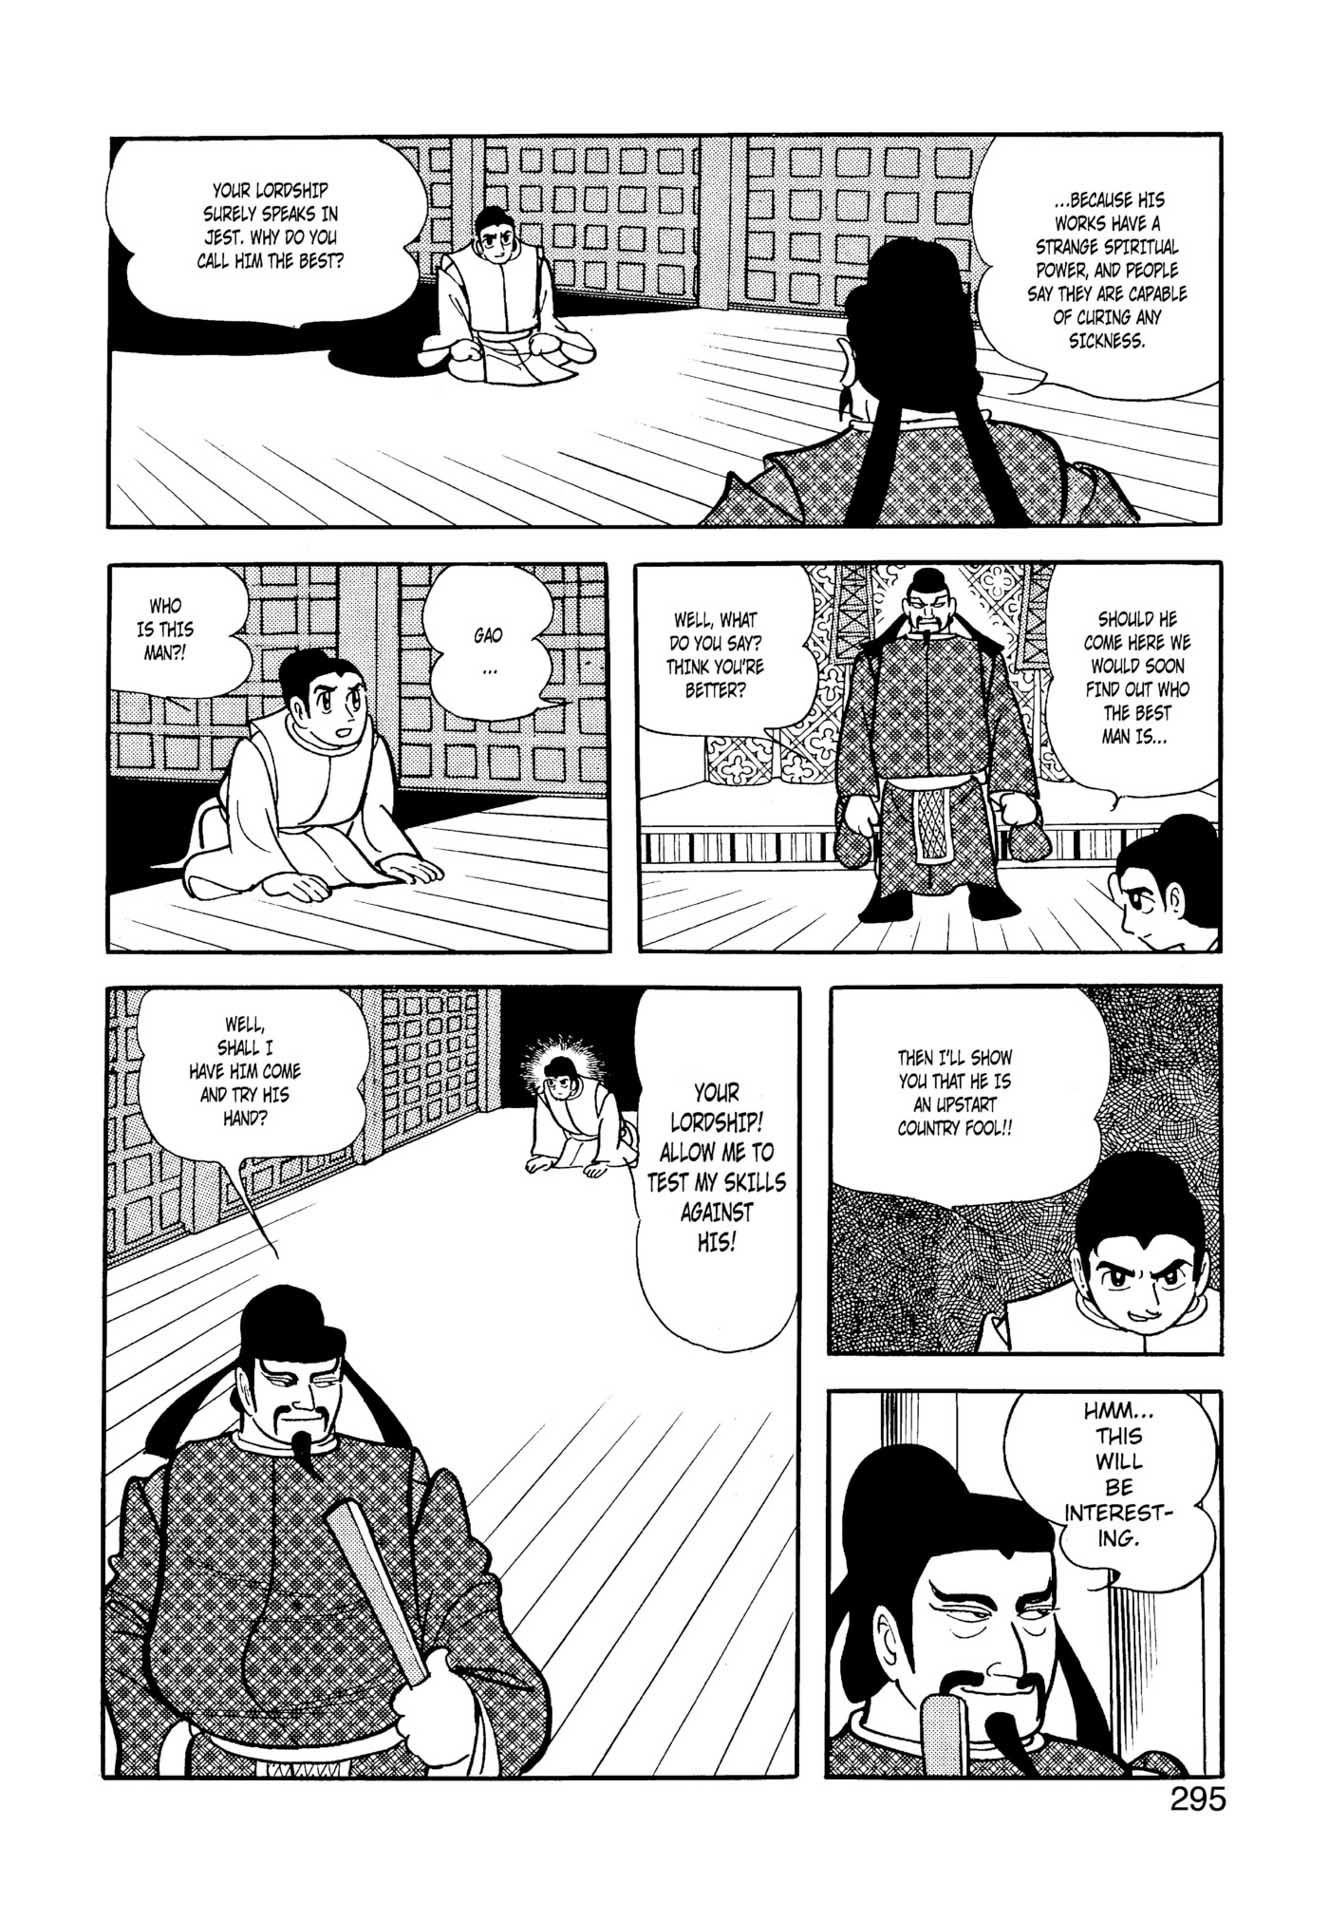 YOUR LORDSHIP
SURELY SPEAKS IN
JEST. WHY DO YOU
CALL HIM THE BEST?
...BECAUSE HIS
WORKS HAVE A
STRANGE SPIRITUAL
POWER, AND PEOPLE
SAY THEY ARE CAPABLE
OF CURING ANY
SICKNESS.
WHO
IS THIS
MAN?!
GAO
...
WELL, WHAT
DO YOU SAY?
THINK YOU'RE
BETTER?
SHOULD HE
COME HERE WE
WOULD SOON
FIND OUT WHO
THE BEST
MAN IS...
WELL,
SHALL I
HAVE HIM COME
AND TRY HIS
HAND?
YOUR
LORDSHIP!
ALLOW ME TO
TEST MY SKILLS
AGAINST
HIS!
THEN I'LL SHOW
YOU THAT HE IS
AN UPSTART
COUNTRY FOOL!!
HMM...
THIS
WILL
BE
INTEREST-
ING.
295